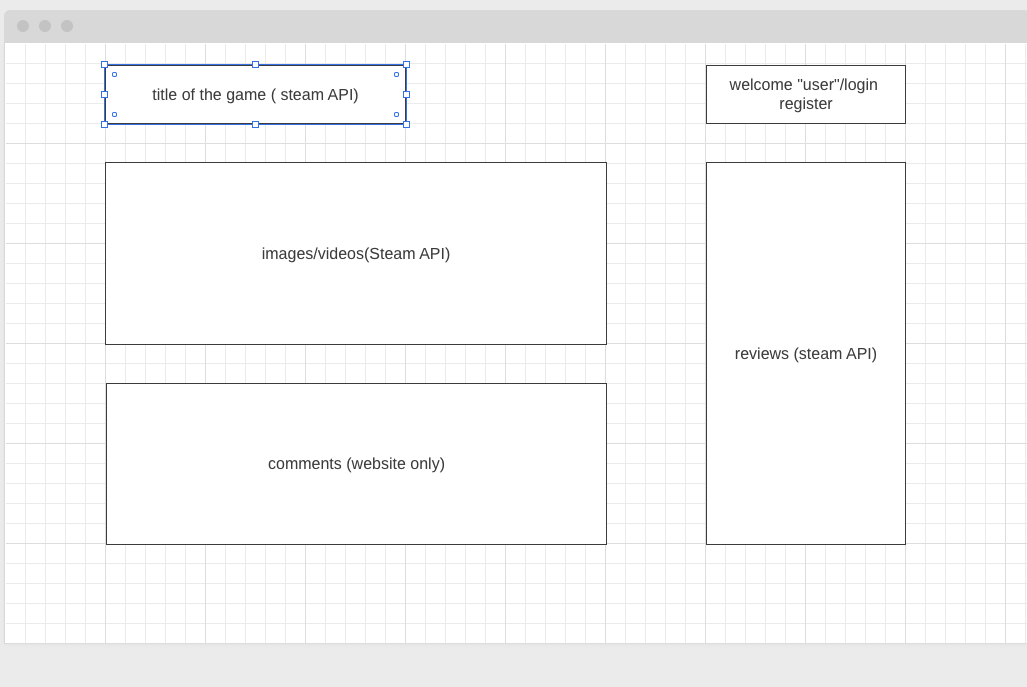 title of the game ( steam API)
welcome "user"/login
register
images/videos(Steam API)
reviews (steam API)
comments (website only)